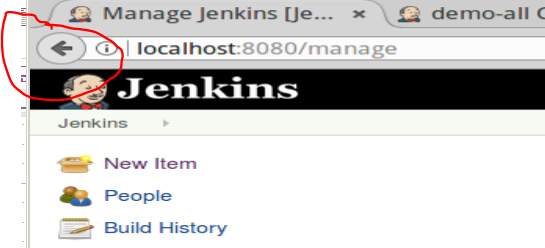 Manage Jenkins [Je... × demo-all
localhost:8080/manage
Jenkins
Jenkins
New Item
People
Build History